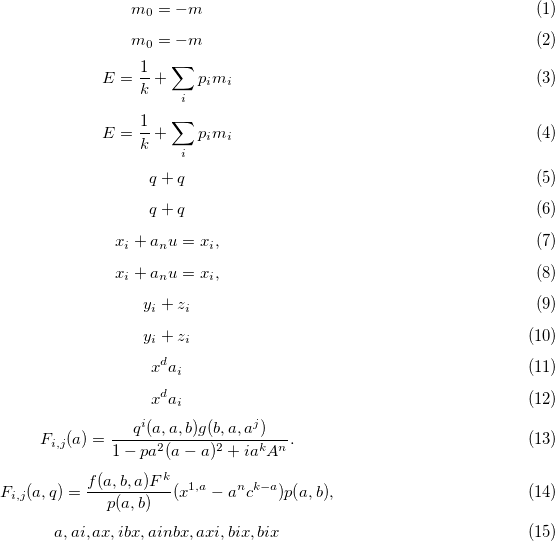 m_0 = −m (1)
m_0 = −m (2)
E = \frac{1}{k} + \sum_i p_i m_i (3)
E = \frac{1}{k} + \sum_i p_i m_i (4)
q + q (5)
q + q (6)
x_i + a_n u = x_i, (7)
x_i + a_n u = x_i, (8)
y_i + z_i (9)
y_i + z_i (10)
x^d a_i (11)
x^d a_i (12)
F_{i,j}(a) = \frac{q^i(a, a, b)g(b, a, a^j)}{1 − pa^2(a − a)^2 + ia^k A^n}. (13)
F_{i,j}(a, q) = \frac{f(a, b, a)F^k}{p(a, b)}(x^{1,a} − a^n c^{k−a})p(a, b), (14)
a, ai, ax, ibx, ainbx, axi, bix, bix (15)